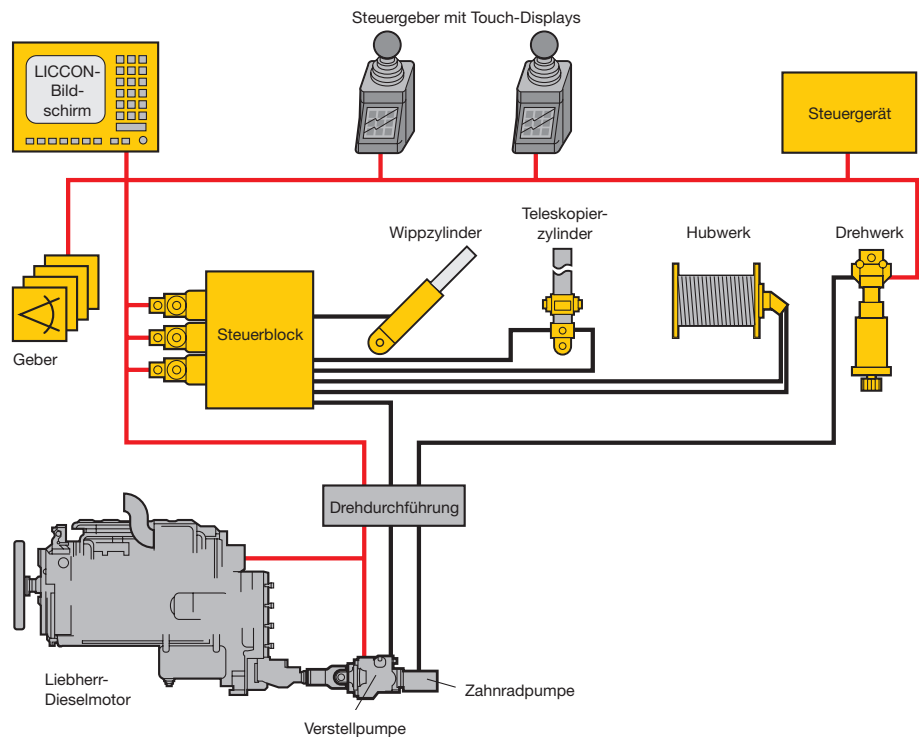 Steuergeber mit Touch-Displays
LICCON-
Bild-
schirm
Steuergerät
Wippzylinder
Teleskopier-
zylinder
Hubwerk
Drehwerk
Steuerblock
Geber
Drehdurchführung
Liebherr-
Dieselmotor
Zahnradpumpe
Verstellpumpe